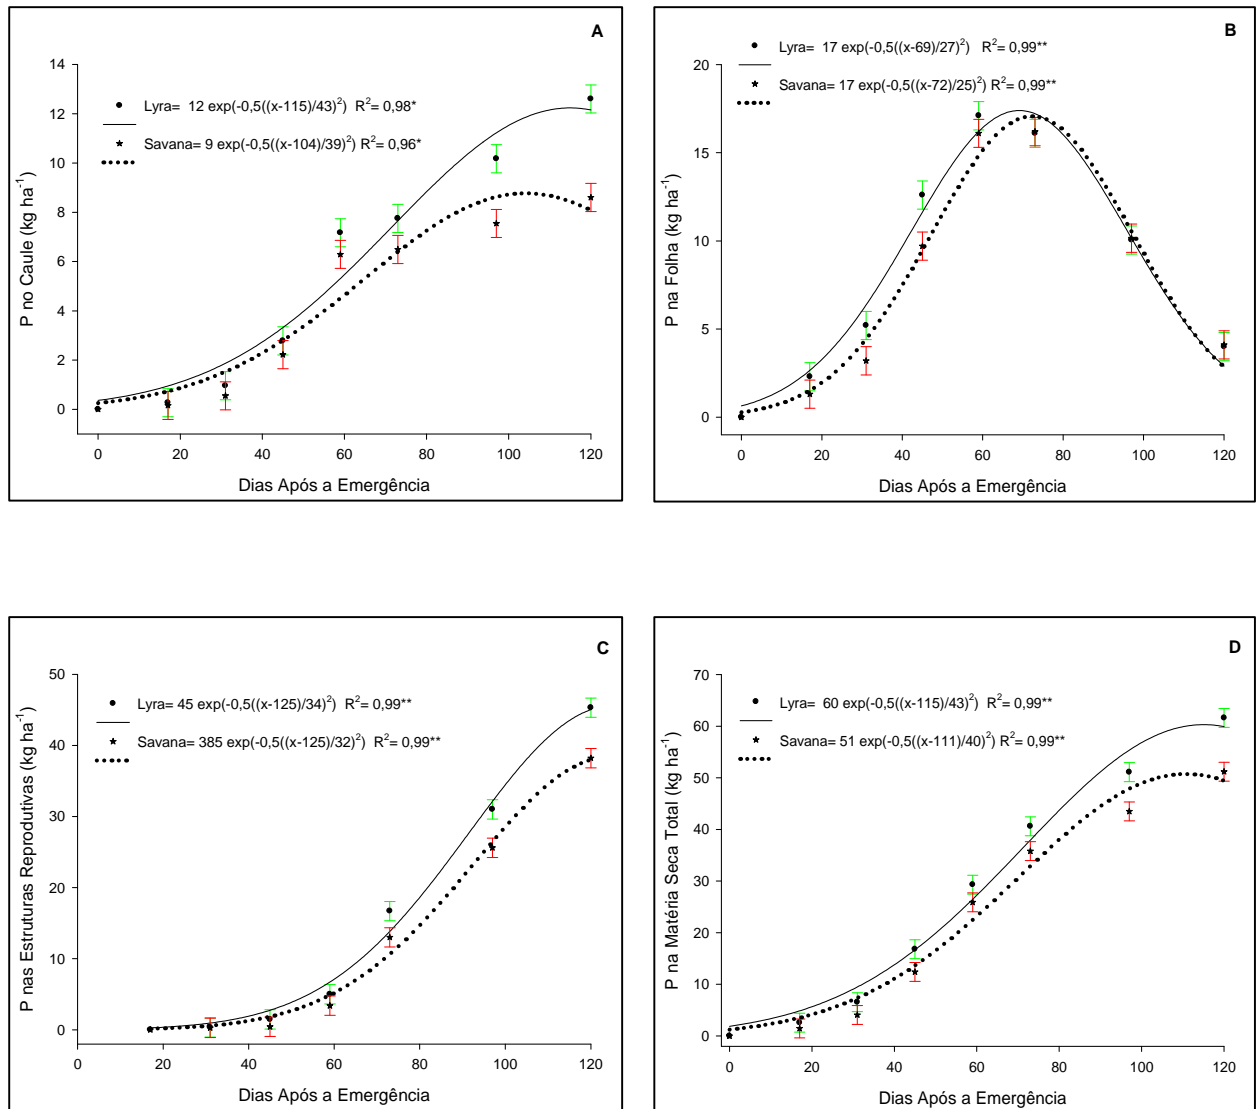 A
14
12
10
8
6
4
2
0
P no Caule (kg ha⁻¹)
Lyra= 12 exp(-0,5((x-115)/43)²) R²= 0,98*
Savana= 9 exp(-0,5((x-104)/39)²) R²= 0,96*
0 20 40 60 80 100 120
Dias Após a Emergência
B
20
15
10
5
0
P na Folha (kg ha⁻¹)
Lyra= 17 exp(-0,5((x-69)/27)²) R²= 0,99**
Savana= 17 exp(-0,5((x-72)/25)²) R²= 0,99**
0 20 40 60 80 100 120
Dias Após a Emergência
C
50
40
30
20
10
0
P nas Estruturas Reprodutivas (kg ha⁻¹)
Lyra= 45 exp(-0,5((x-125)/34)²) R²= 0,99**
Savana= 385 exp(-0,5((x-125)/32)²) R²= 0,99**
0 20 40 60 80 100 120
Dias Após a Emergência
D
70
60
50
40
30
20
10
0
P na Matéria Seca Total (kg ha⁻¹)
Lyra= 60 exp(-0,5((x-115)/43)²) R²= 0,99**
Savana= 51 exp(-0,5((x-111)/40)²) R²= 0,99**
0 20 40 60 80 100 120
Dias Após a Emergência